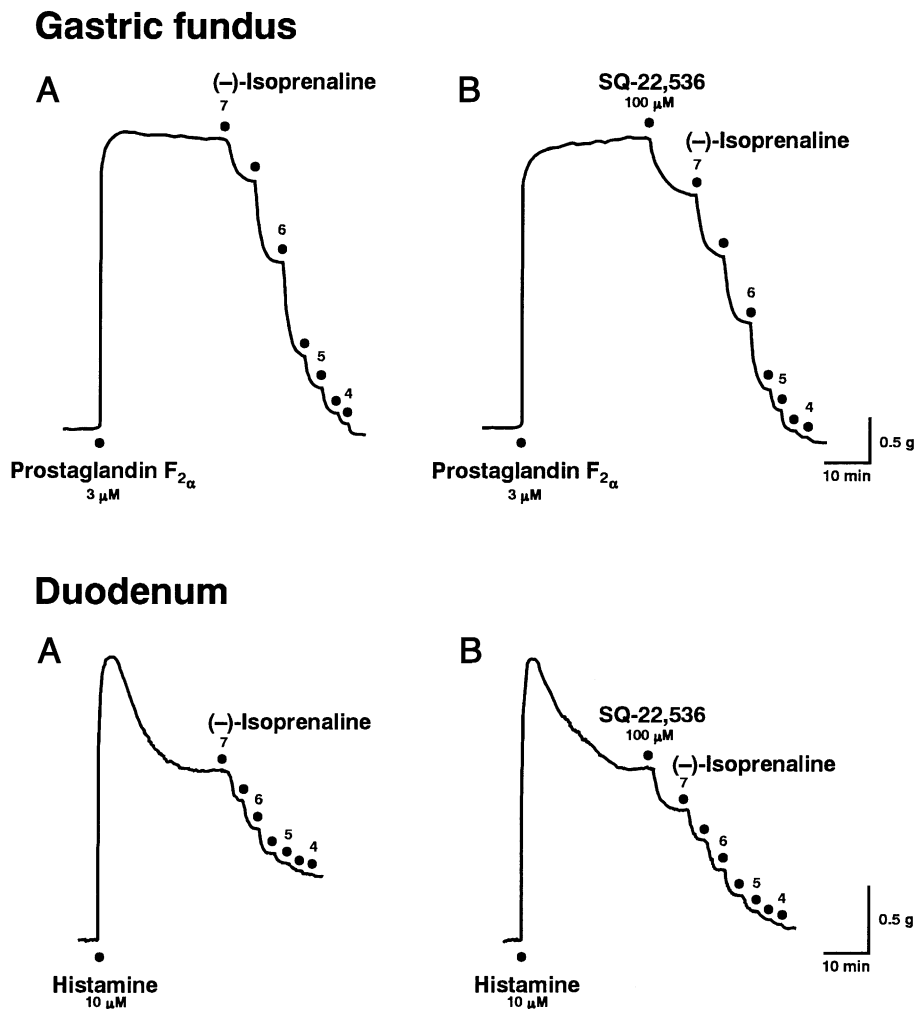 Gastric fundus
A
(–)-Isoprenaline
7
6
5
4
Prostaglandin F2α
3 μM
B
SQ-22,536
100 μM
(–)-Isoprenaline
7
6
5
4
Prostaglandin F2α
3 μM
0.5 g
10 min
Duodenum
A
(–)-Isoprenaline
7
6
5
4
Histamine
10 μM
B
SQ-22,536
100 μM
(–)-Isoprenaline
7
6
5
4
Histamine
10 μM
0.5 g
10 min